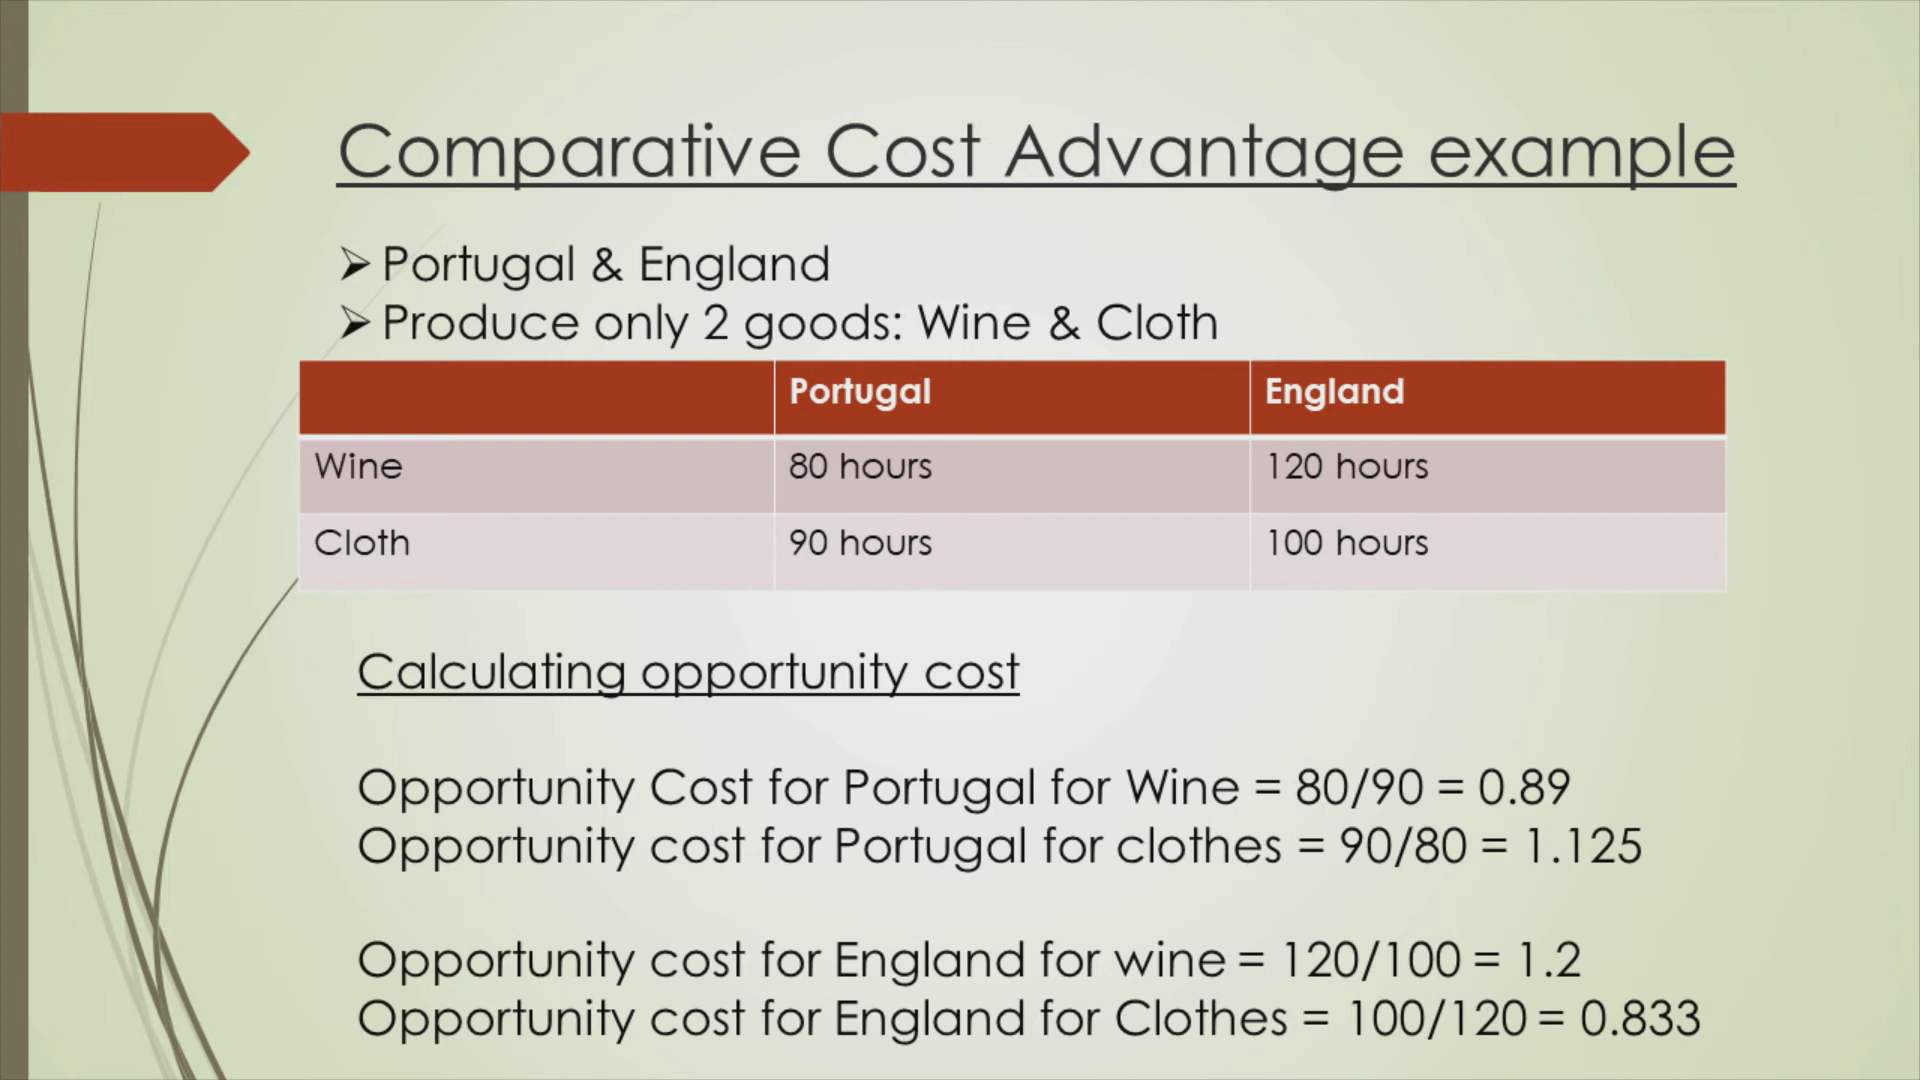 Comparative Cost Advantage example
➢ Portugal & England
➢ Produce only 2 goods: Wine & Cloth
Portugal England
Wine 80 hours 120 hours
Cloth 90 hours 100 hours
Calculating opportunity cost
Opportunity Cost for Portugal for Wine = 80/90 = 0.89
Opportunity cost for Portugal for clothes = 90/80 = 1.125
Opportunity cost for England for wine = 120/100 = 1.2
Opportunity cost for England for Clothes = 100/120 = 0.833